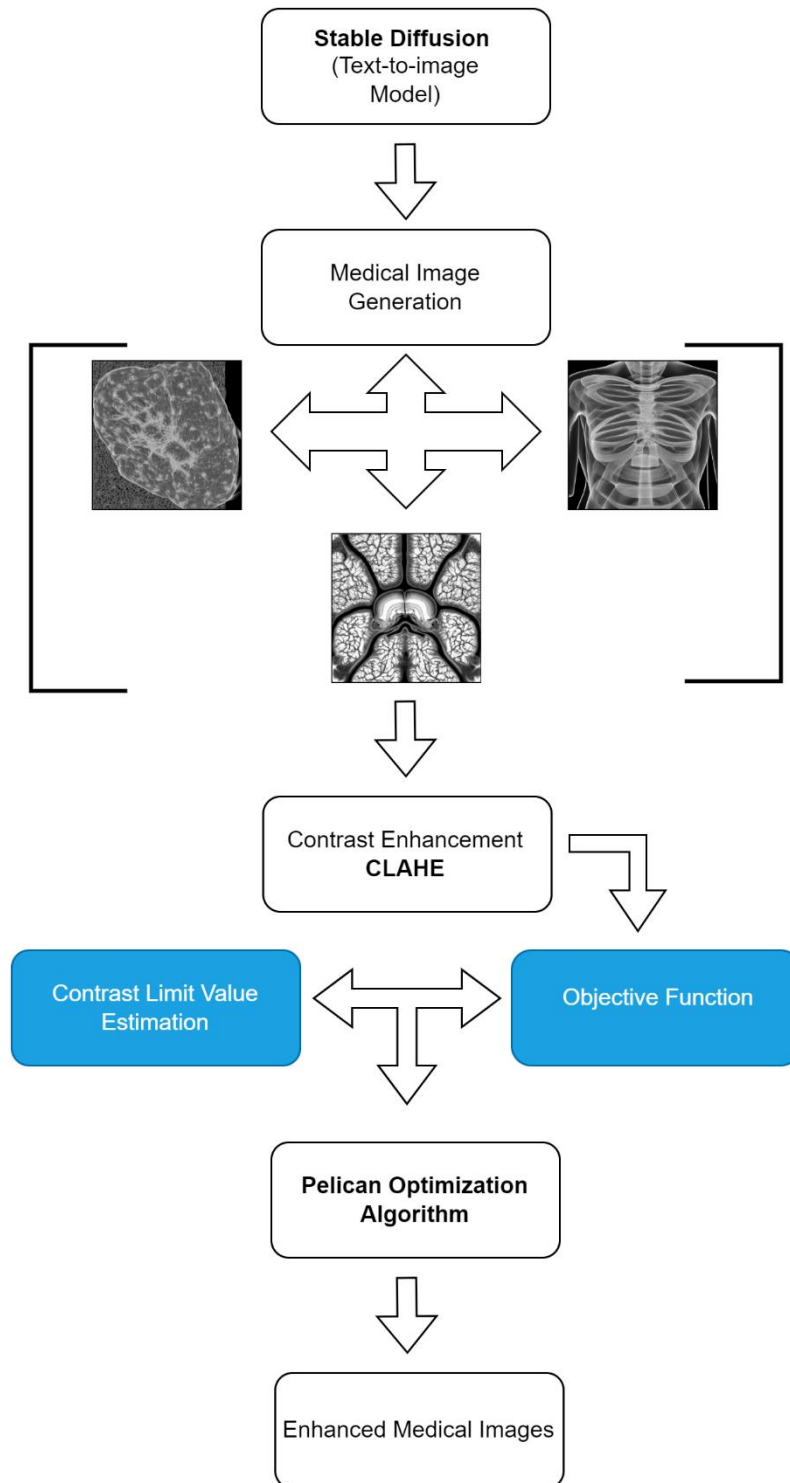 Stable Diffusion
(Text-to-image
Model)
Medical Image
Generation
Contrast Enhancement
CLAHE
Contrast Limit Value
Estimation
Objective Function
Pelican Optimization
Algorithm
Enhanced Medical Images